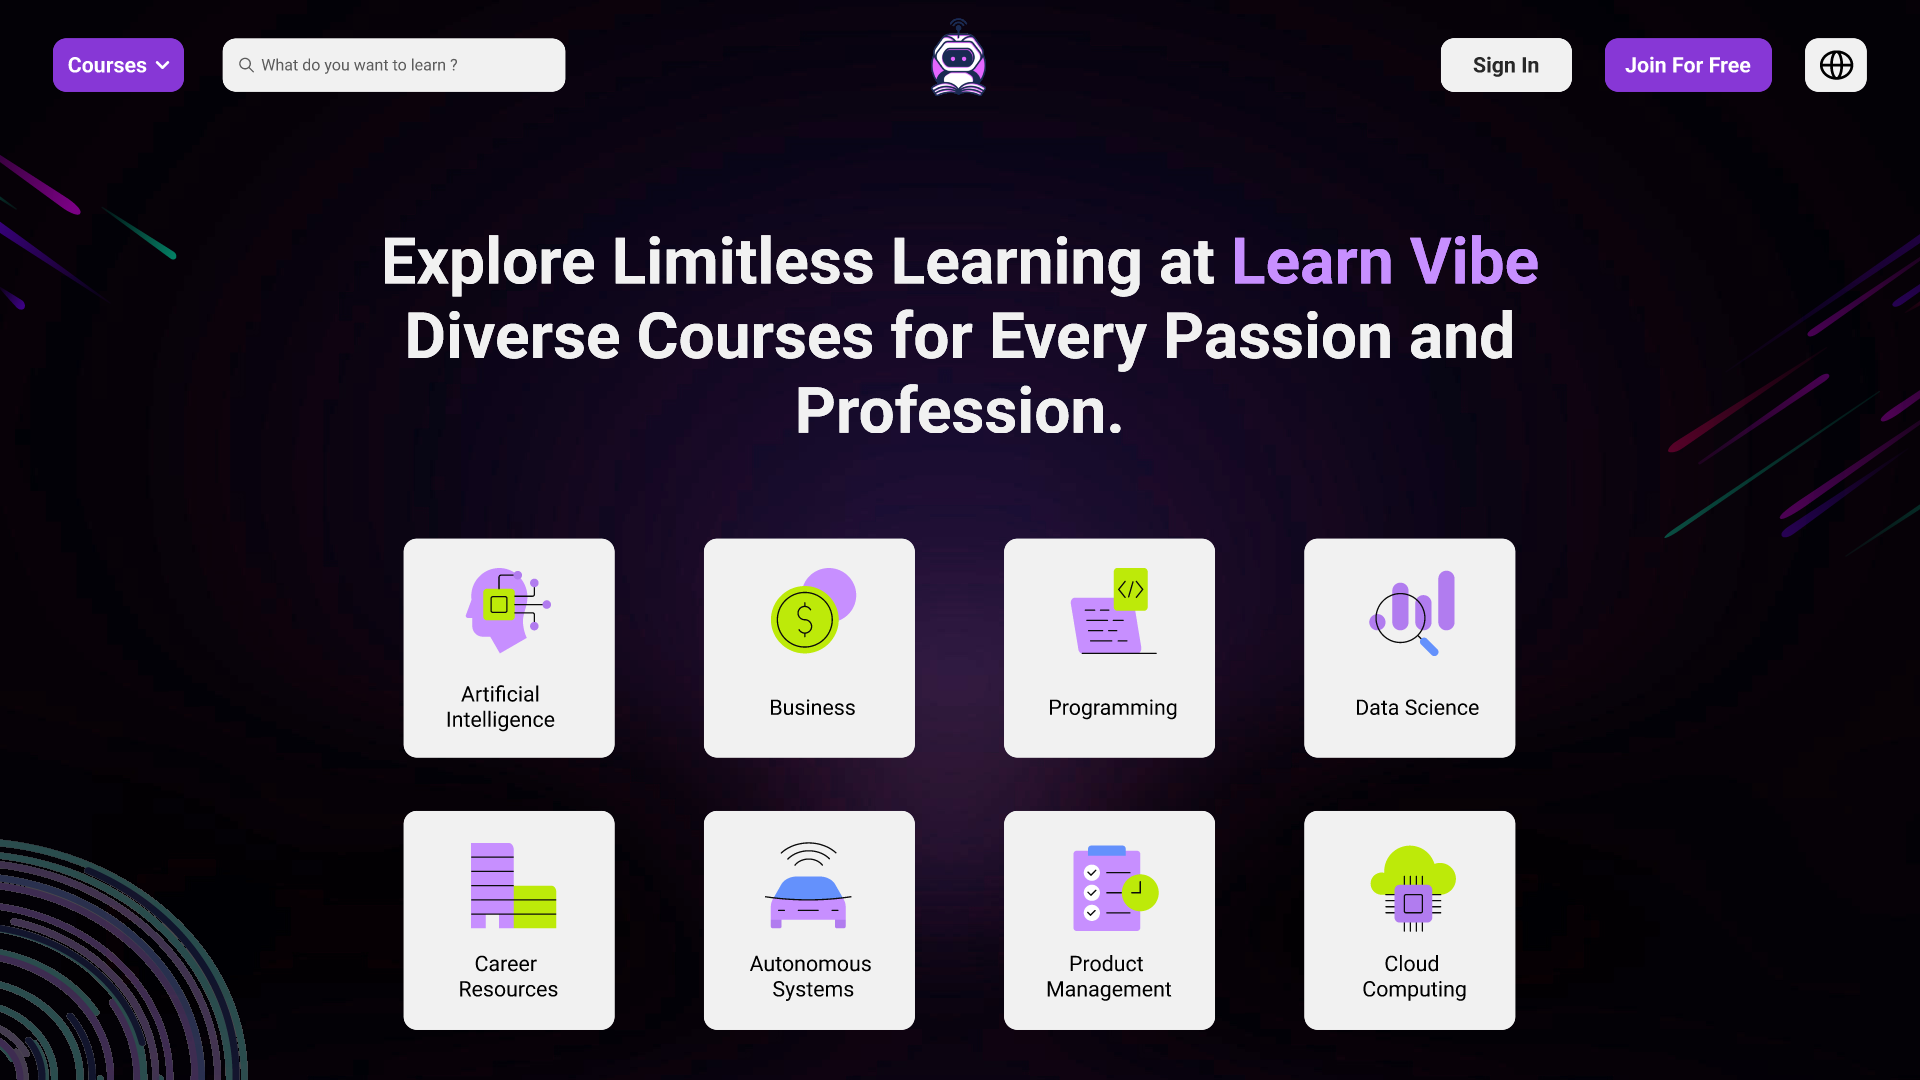 Courses
What do you want to learn ?
Sign In
Join For Free
Explore Limitless Learning at Learn Vibe
Diverse Courses for Every Passion and
Profession.
Artificial
Intelligence
Business
$
Programming
</>
Data Science
Career
Resources
Autonomous
Systems
Product
Management
Cloud
Computing